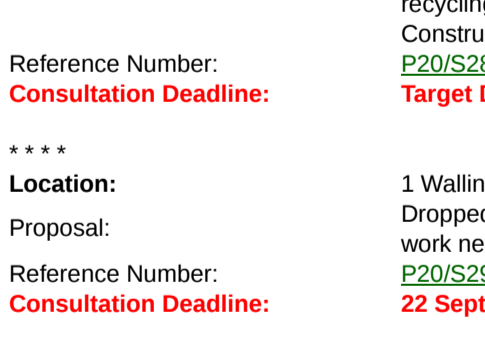 recycling
Constru
Reference Number: P20/S28
Consultation Deadline: Target D
* * * *
Location: 1 Wallin
Dropped
Proposal:
work ne
Reference Number: P20/S29
Consultation Deadline: 22 Sept